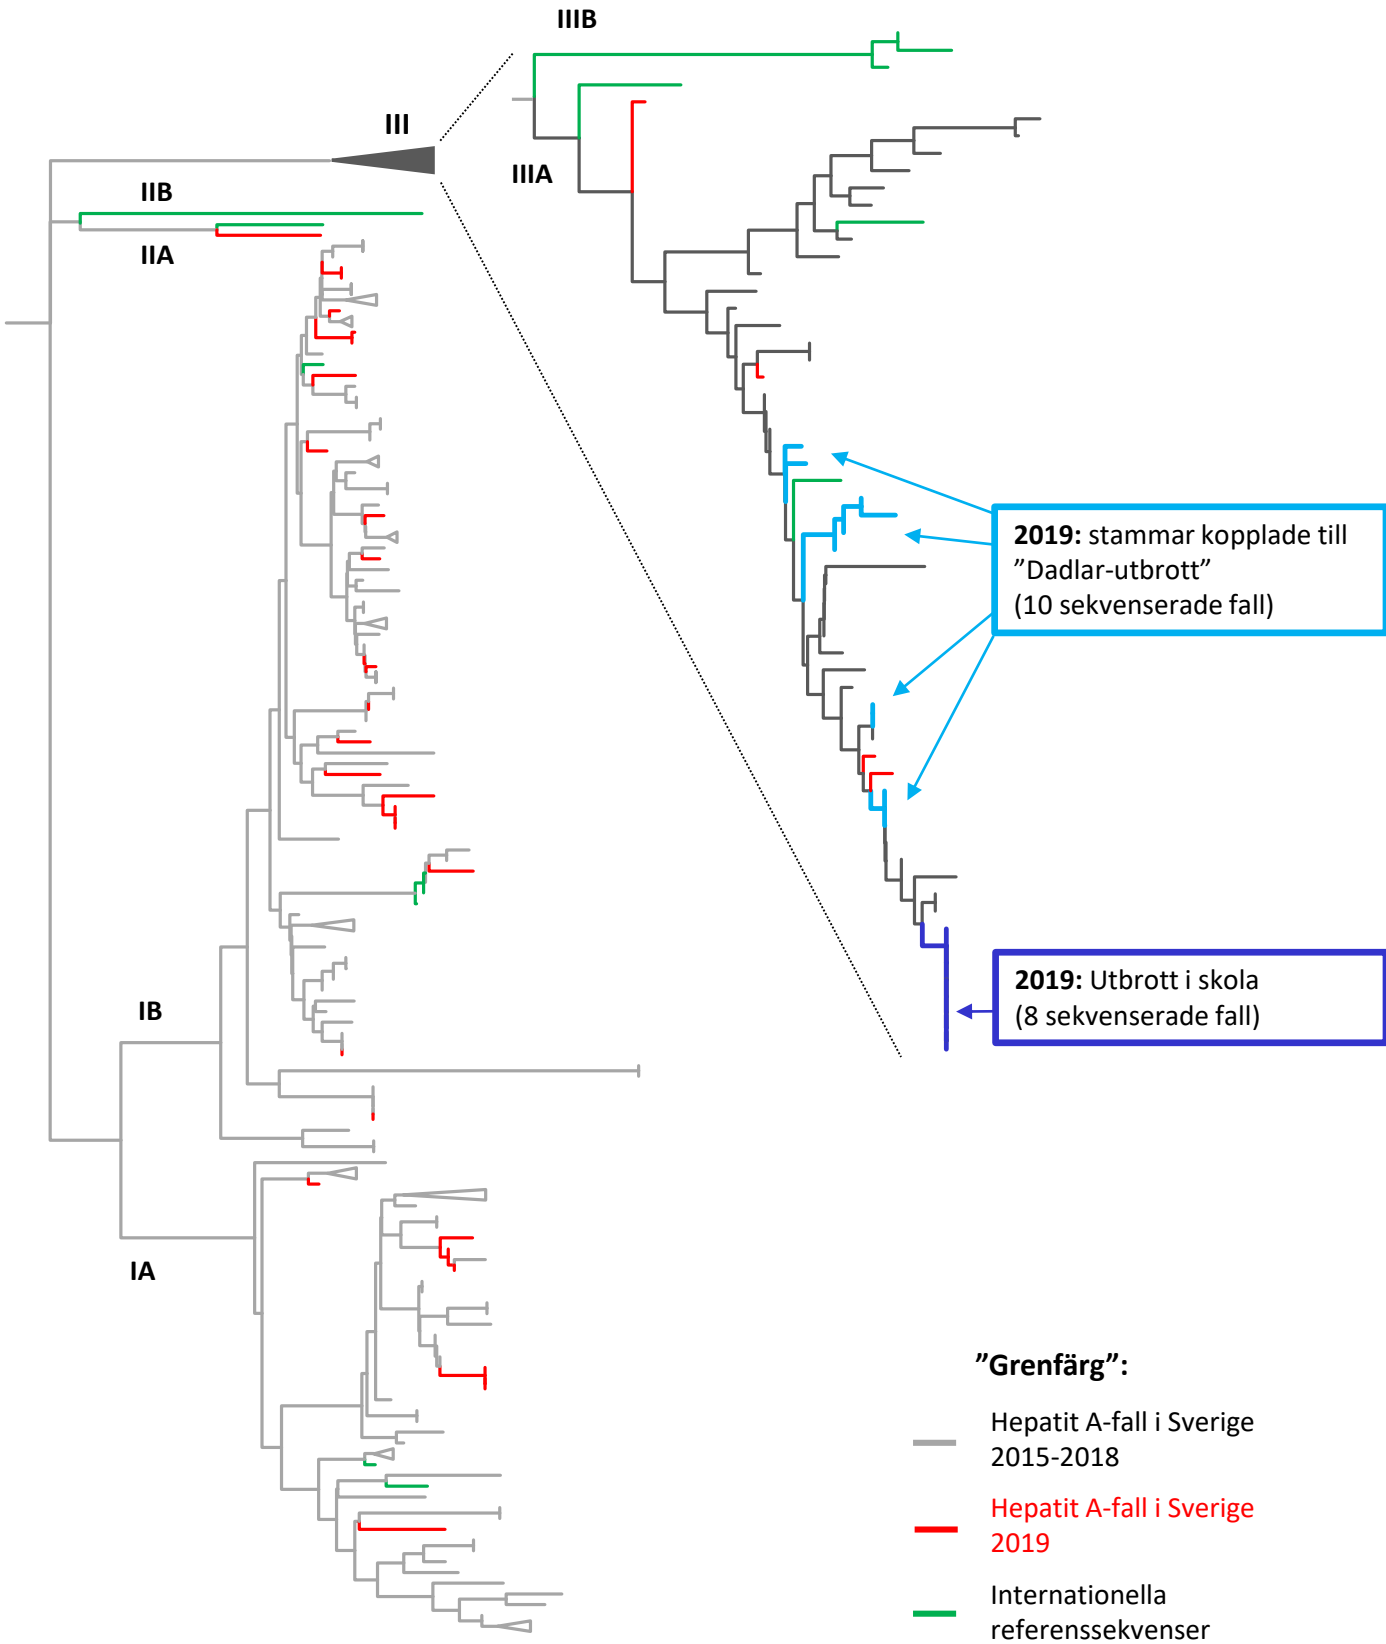 IIIB
III
IIIA
IIB
IIA
2019: stammar kopplade till
”Dadlar-utbrott”
(10 sekvenserade fall)
2019: Utbrott i skola
(8 sekvenserade fall)
IB
IA
”Grenfärg”:
Hepatit A-fall i Sverige
2015-2018
Hepatit A-fall i Sverige
2019
Internationella
referenssekvenser